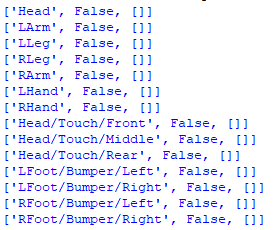 ['Head', False, []]
['LArm', False, []]
['LLeg', False, []]
['RLeg', False, []]
['RArm', False, []]
['LHand', False, []]
['RHand', False, []]
['Head/Touch/Front', False, []]
['Head/Touch/Middle', False, []]
['Head/Touch/Rear', False, []]
['LFoot/Bumper/Left', False, []]
['LFoot/Bumper/Right', False, []]
['RFoot/Bumper/Left', False, []]
['RFoot/Bumper/Right', False, []]